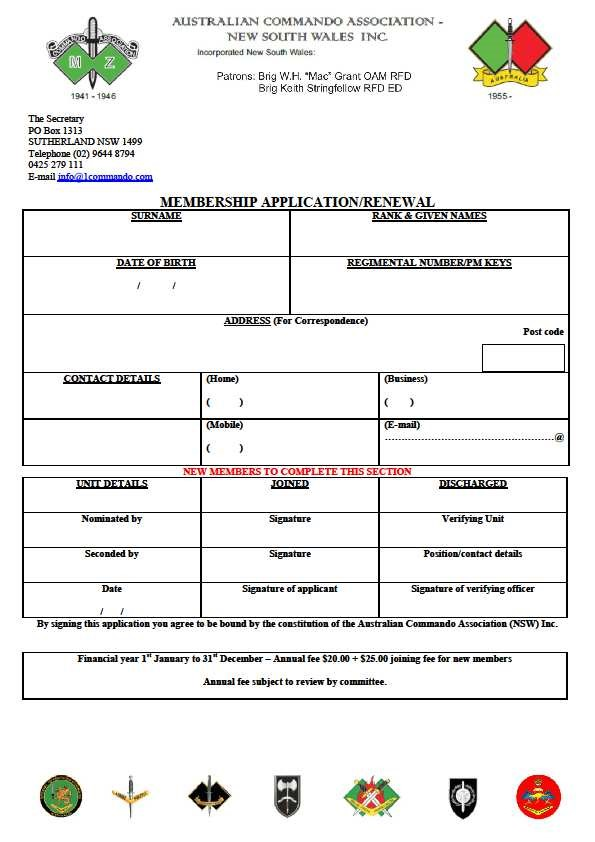 AUSTRALIAN COMMANDO ASSOCIATION -
NEW SOUTH WALES INC.
Incorporated New South Wales:
Patrons: Brig W.H. “Mac” Grant OAM RFD
Brig Keith Stringfellow RFD ED
COMMANDO ASSOCIATION
M Z
1941 - 1946
AUSTRALIA
1955 -
The Secretary
PO Box 1313
SUTHERLAND NSW 1499
Telephone (02) 9644 8794
0425 279 111
E-mail info@1commando.com
MEMBERSHIP APPLICATION/RENEWAL
SURNAME RANK & GIVEN NAMES
DATE OF BIRTH REGIMENTAL NUMBER/PM KEYS
/ /
ADDRESS (For Correspondence)
Post code
CONTACT DETAILS (Home) (Business)
( ) ( )
(Mobile) (E-mail)
( ) ------------------------------------------------@
NEW MEMBERS TO COMPLETE THIS SECTION
UNIT DETAILS JOINED DISCHARGED
Nominated by Signature Verifying Unit
Seconded by Signature Position/contact details
Date Signature of applicant Signature of verifying officer
/ /
By signing this application you agree to be bound by the constitution of the Australian Commando Association (NSW) Inc.
Financial year 1st January to 31st December – Annual fee $20.00 + $25.00 joining fee for new members
Annual fee subject to review by committee.